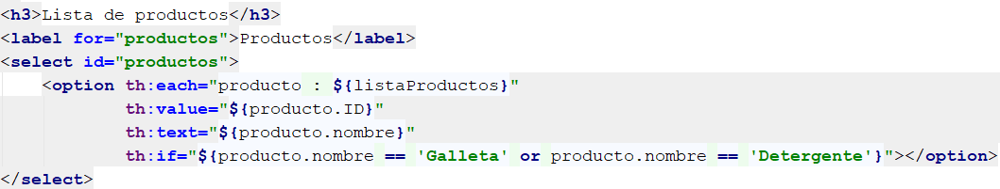 <h3>Lista de productos</h3>
<label for="productos">Productos</label>
<select id="productos">
    <option th:each="producto : ${listaProductos}"
            th:value="${producto.ID}"
            th:text="${producto.nombre}"
            th:if="${producto.nombre == 'Galleta' or producto.nombre == 'Detergente'}"></option>
</select>